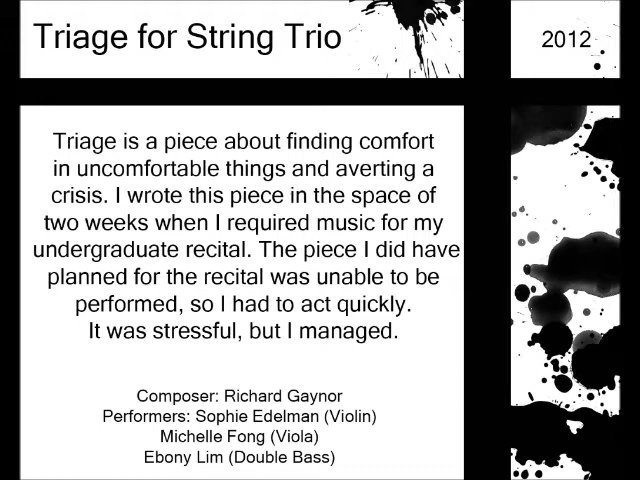 Triage for String Trio
2012
Triage is a piece about finding comfort
in uncomfortable things and averting a
crisis. I wrote this piece in the space of
two weeks when I required music for my
undergraduate recital. The piece I did have
planned for the recital was unable to be
performed, so I had to act quickly.
It was stressful, but I managed.
Composer: Richard Gaynor
Performers: Sophie Edelman (Violin)
Michelle Fong (Viola)
Ebony Lim (Double Bass)